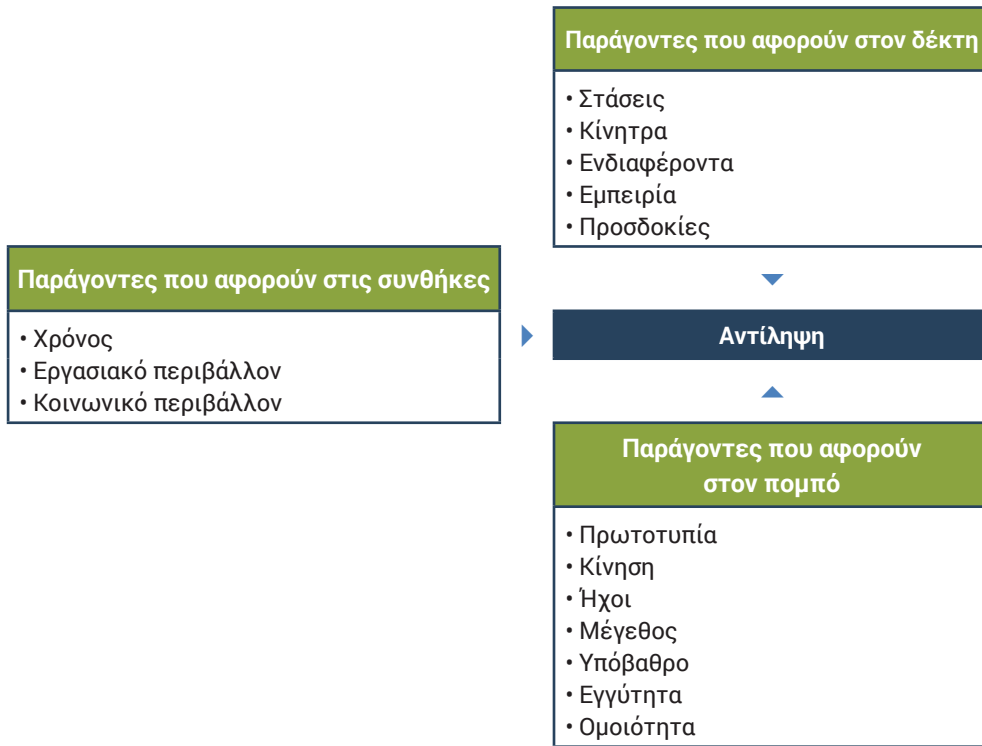 Παράγοντες που αφορούν στον δέκτη
• Στάσεις
• Κίνητρα
• Ενδιαφέροντα
• Εμπειρία
• Προσδοκίες
Παράγοντες που αφορούν στις συνθήκες
• Χρόνος
• Εργασιακό περιβάλλον
• Κοινωνικό περιβάλλον
Αντίληψη
Παράγοντες που αφορούν
στον πομπό
• Πρωτοτυπία
• Κίνηση
• Ήχοι
• Μέγεθος
• Υπόβαθρο
• Εγγύτητα
• Ομοιότητα